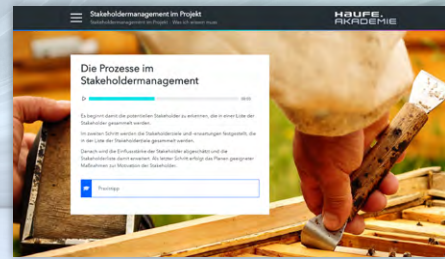 Stakeholdermanagement im Projekt
Stakeholdermanagement im Projekt - Was ich wissen muss
HAUFE.
AKADEMIE
Die Prozesse im
Stakeholdermanagement
00:00
Es beginnt damit die potentiellen Stakeholder zu erkennen, die in einer Liste der
Stakeholder gesammelt werden.
Im zweiten Schritt werden die Stakeholderziele und -erwartungen festgestellt, die
in der Liste der Stakeholderziele gesammelt werden.
Danach wird die Einflussstärke der Stakeholder abgeschätzt und die
Stakeholderliste damit erweitert. Als letzter Schritt erfolgt das Planen geeigneter
Maßnahmen zur Motivation der Stakeholder.
Praxistipp